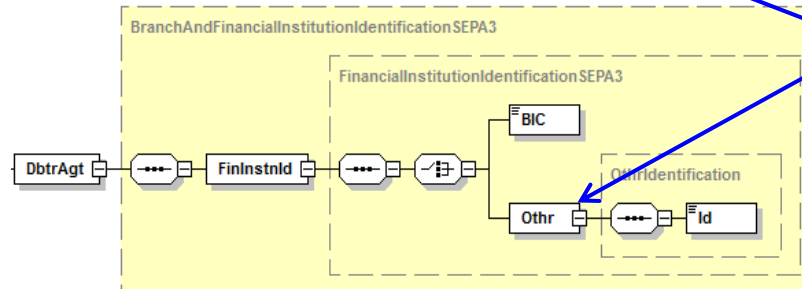 BranchAndFinancialInstitutionIdentificationSEPA3
FinancialInstitutionIdentificationSEPA3
BIC
DbtrAgt
FinInstnId
OthrIdentification
Othr
Id